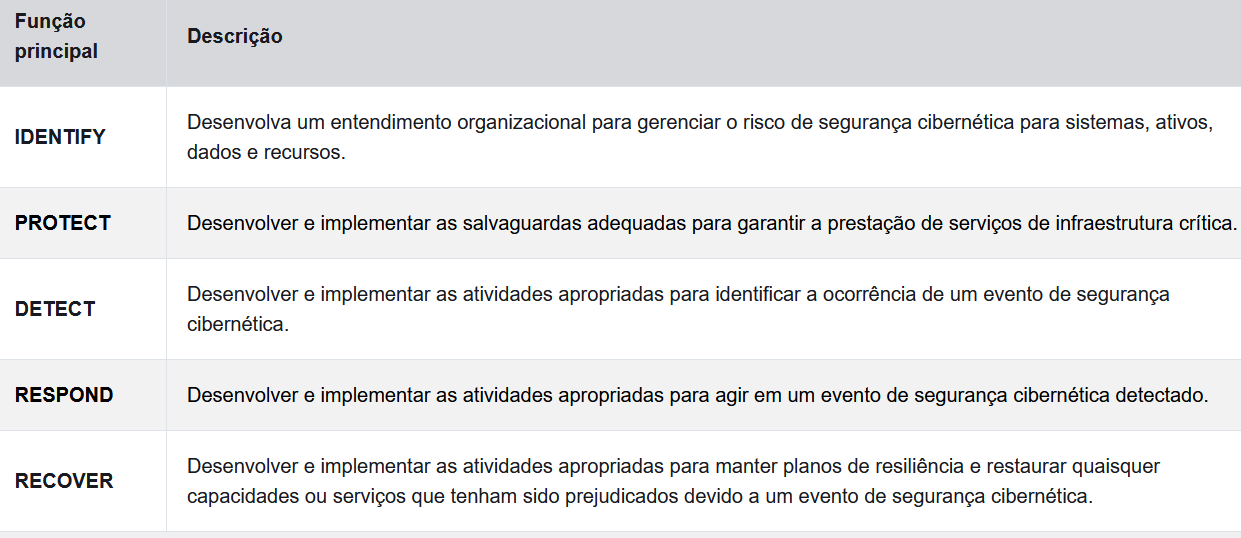 Função
principal
Descrição
IDENTIFY
Desenvolva um entendimento organizacional para gerenciar o risco de segurança cibernética para sistemas, ativos,
dados e recursos.
PROTECT
Desenvolver e implementar as salvaguardas adequadas para garantir a prestação de serviços de infraestrutura crítica.
DETECT
Desenvolver e implementar as atividades apropriadas para identificar a ocorrência de um evento de segurança
cibernética.
RESPOND
Desenvolver e implementar as atividades apropriadas para agir em um evento de segurança cibernética detectado.
RECOVER
Desenvolver e implementar as atividades apropriadas para manter planos de resiliência e restaurar quaisquer
capacidades ou serviços que tenham sido prejudicados devido a um evento de segurança cibernética.